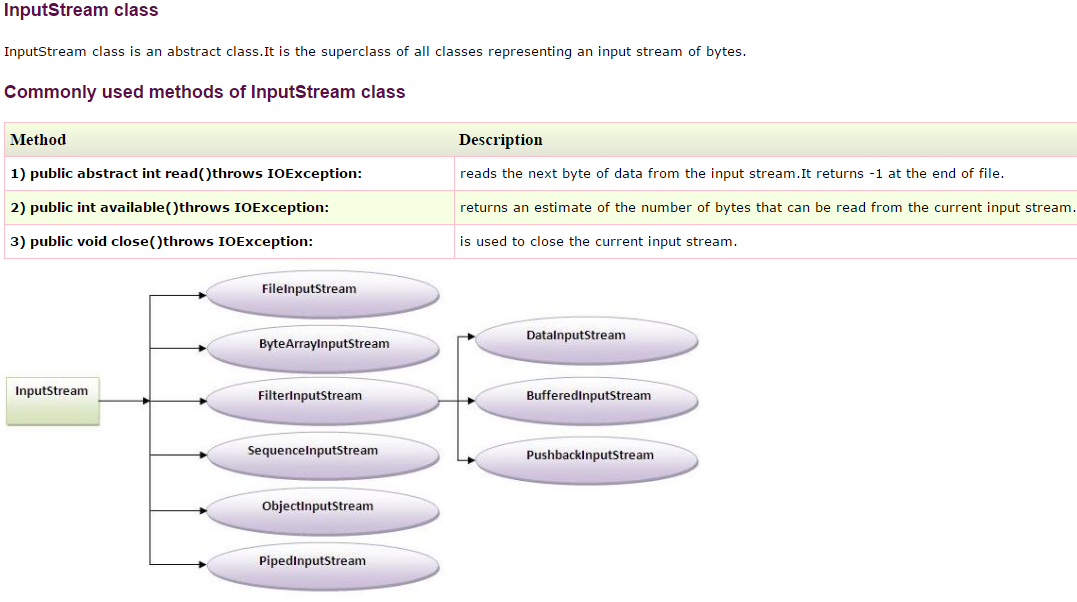 InputStream class
InputStream class is an abstract class.It is the superclass of all classes representing an input stream of bytes.
Commonly used methods of InputStream class
Method Description
1) public abstract int read()throws IOException: reads the next byte of data from the input stream.It returns -1 at the end of file.
2) public int available()throws IOException: returns an estimate of the number of bytes that can be read from the current input stream.
3) public void close()throws IOException: is used to close the current input stream.
InputStream
FileInputStream
ByteArrayInputStream
FilterInputStream
SequenceInputStream
ObjectInputStream
PipedInputStream
DataInputStream
BufferedInputStream
PushbackInputStream